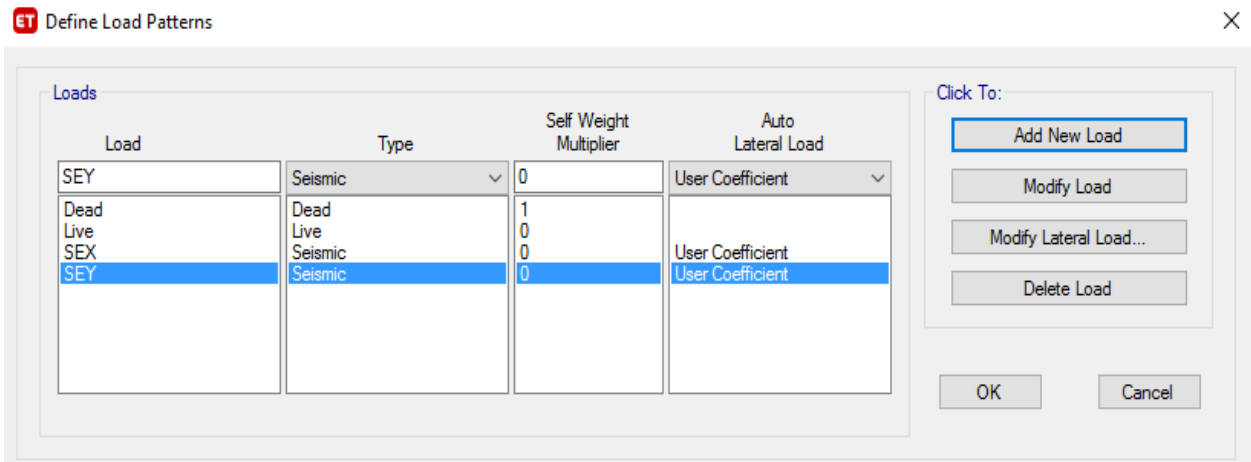 ET Define Load Patterns
Loads
Click To:
Load Type Self Weight Multiplier Auto Lateral Load
SEY Seismic 0 User Coefficient
Dead Dead 1
Live Live 0
SEX Seismic 0 User Coefficient
SEY Seismic 0 User Coefficient
Add New Load
Modify Load
Modify Lateral Load...
Delete Load
OK Cancel